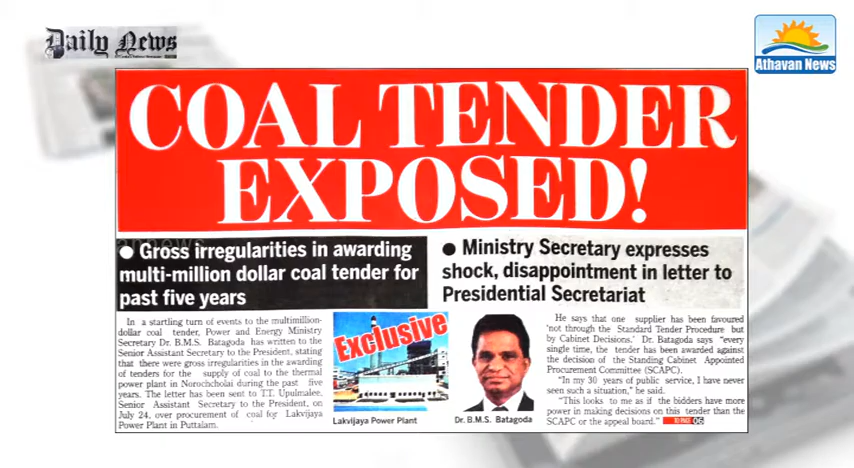 Daily News
Athavan News
COAL TENDER
EXPOSED!
● Gross irregularities in awarding
multi-million dollar coal tender for
past five years
● Ministry Secretary expresses
shock, disappointment in letter to
Presidential Secretariat
In a startling turn of events to the multimillion-
dollar coal tender, Power and Energy Ministry
Secretary Dr. B.M.S. Batagoda has written to the
Senior Assistant Secretary to the President, stating
that there were gross irregularities in the awarding
of tenders for the supply of coal to the thermal
power plant in Norochcholai during the past five
years. The letter has been sent to T.T. Upulmalee,
Senior Assistant Secretary to the President, on
July 24, over procurement of coal for Lakvijaya
Power Plant in Puttalam.
Exclusive
Lakvijaya Power Plant
Dr. B.M.S. Batagoda
He says that one supplier has been favoured
'not through the Standard Tender Procedure but
by Cabinet Decisions.' Dr. Batagoda says "every
single time, the tender has been awarded against
the decision of the Standing Cabinet Appointed
Procurement Committee (SCAPC).
"In my 30 years of public service, I have never
seen such a situation," he said.
"This looks to me as if the bidders have more
power in making decisions on this tender than the
SCAPC or the appeal board." TO PAGE 06